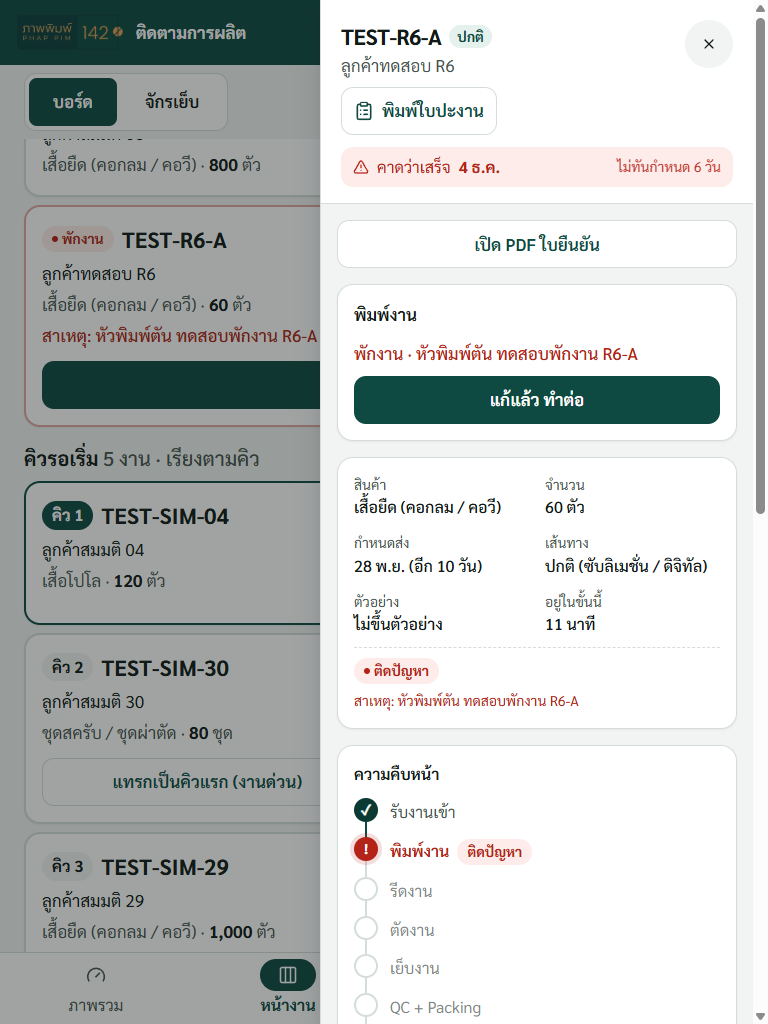 ภาพพิมพ์
PHAP PIM
142
ติดตามการผลิต
บอร์ด
จักรเย็บ
เสื้อยืด (คอกลม / คอวี) · 800 ตัว
พักงาน
TEST-R6-A
ลูกค้าทดสอบ R6
เสื้อยืด (คอกลม / คอวี) · 60 ตัว
สาเหตุ: หัวพิมพ์ตัน ทดสอบพักงาน R6-A
คิวรอเริ่ม 5 งาน · เรียงตามคิว
คิว 1 TEST-SIM-04
ลูกค้าสมมติ 04
เสื้อโปโล · 120 ตัว
คิว 2 TEST-SIM-30
ลูกค้าสมมติ 30
ชุดสครับ / ชุดผ่าตัด · 80 ชุด
แทรกเป็นคิวแรก (งานด่วน)
คิว 3 TEST-SIM-29
ลูกค้าสมมติ 29
เสื้อยืด (คอกลม / คอวี) · 1,000 ตัว
ภาพรวม
หน้างาน
TEST-R6-A ปกติ
ลูกค้าทดสอบ R6
พิมพ์ใบปะงาน
คาดว่าเสร็จ 4 ธ.ค. ไม่ทันกำหนด 6 วัน
เปิด PDF ใบยืนยัน
พิมพ์งาน
พักงาน · หัวพิมพ์ตัน ทดสอบพักงาน R6-A
แก้แล้ว ทำต่อ
สินค้า จำนวน
เสื้อยืด (คอกลม / คอวี) 60 ตัว
กำหนดส่ง เส้นทาง
28 พ.ย. (อีก 10 วัน) ปกติ (ซับลิเมชั่น / ดิจิทัล)
ตัวอย่าง อยู่ในขั้นนี้
ไม่ขึ้นตัวอย่าง 11 นาที
ติดปัญหา
สาเหตุ: หัวพิมพ์ตัน ทดสอบพักงาน R6-A
ความคืบหน้า
รับงานเข้า
พิมพ์งาน ติดปัญหา
รีดงาน
ตัดงาน
เย็บงาน
QC + Packing